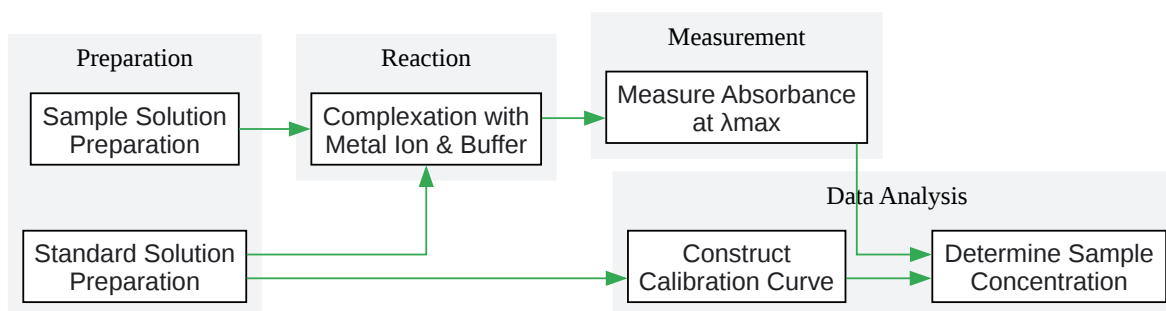 Preparation
Sample Solution
Preparation
Standard Solution
Preparation
Reaction
Complexation with
Metal Ion & Buffer
Measurement
Measure Absorbance
at λmax
Data Analysis
Construct
Calibration Curve
Determine Sample
Concentration